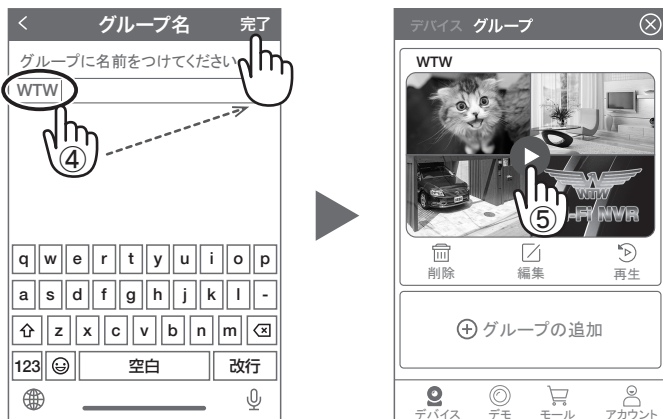 グループ名
完了
グループに名前をつけてくださ
WTW
④
q w e r t y u i o p
a s d f g h j k l -
z x c v b n m
123 空白 改行
デバイス グループ
WTW
WTW
-Fi NVR
⑤
削除 編集 再生
グループの追加
デバイス デモ モール アカウント